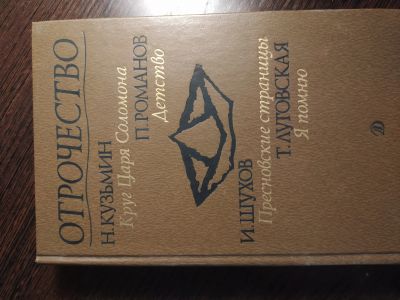 ОТРОЧЕСТВО
Н.КУЗЬМИН
Круг Царя Соломона
П.РОМАНОВ
Детство
И.ШУХОВ
Пресновские страницы
Т.ЛУГОВСКАЯ
Я помню
Д